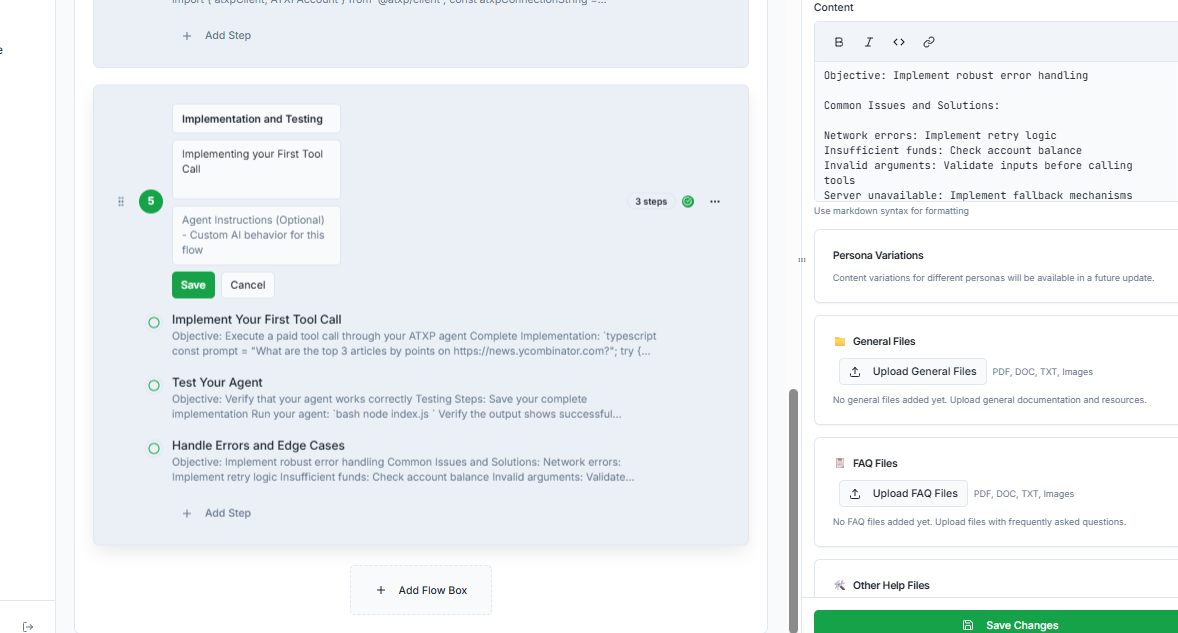 import { atxpClient, ATXPAccount } from "@atxp/client"; const atxpConnectionString =...
Add Step
Implementation and Testing
Implementing your First Tool
Call
5
3 steps
Agent Instructions (Optional)
- Custom AI behavior for this
flow
Save
Cancel
Implement Your First Tool Call
Objective: Execute a paid tool call through your ATXP agent Complete Implementation: `typescript
const prompt = "What are the top 3 articles by points on https://news.ycombinator.com?"; try {...
Test Your Agent
Objective: Verify that your agent works correctly Testing Steps: Save your complete
implementation Run your agent: `bash node index.js ` Verify the output shows successful...
Handle Errors and Edge Cases
Objective: Implement robust error handling Common Issues and Solutions: Network errors:
Implement retry logic Insufficient funds: Check account balance Invalid arguments: Validate...
Add Step
Add Flow Box
Content
B I
Objective: Implement robust error handling
Common Issues and Solutions:
Network errors: Implement retry logic
Insufficient funds: Check account balance
Invalid arguments: Validate inputs before calling
tools
Server unavailable: Implement fallback mechanisms
Use markdown syntax for formatting
Persona Variations
Content variations for different personas will be available in a future update.
General Files
Upload General Files
PDF, DOC, TXT, Images
No general files added yet. Upload general documentation and resources.
FAQ Files
Upload FAQ Files
PDF, DOC, TXT, Images
No FAQ files added yet. Upload files with frequently asked questions.
Other Help Files
Save Changes